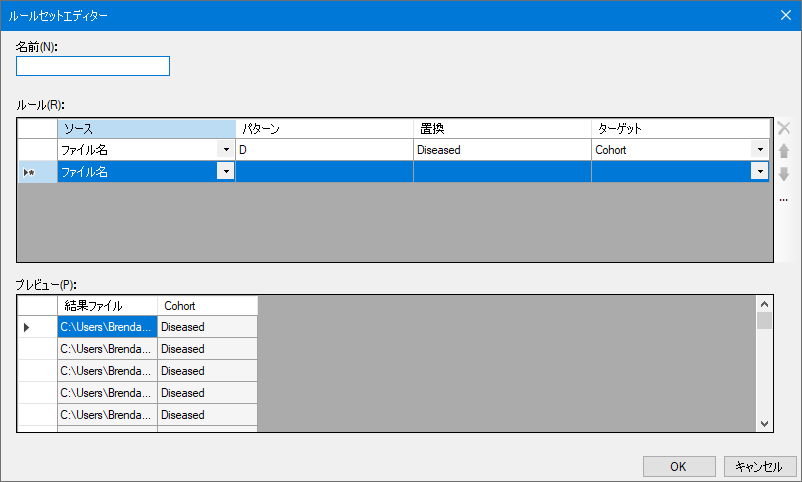 ルールセットエディター
名前(N):
ルール(R):
ソース パターン 置換 ターゲット
ファイル名 D Diseased Cohort
ファイル名
...
プレビュー(P):
結果ファイル Cohort
C:\Users\Brenda... Diseased
C:\Users\Brenda... Diseased
C:\Users\Brenda... Diseased
C:\Users\Brenda... Diseased
C:\Users\Brenda... Diseased
OK キャンセル